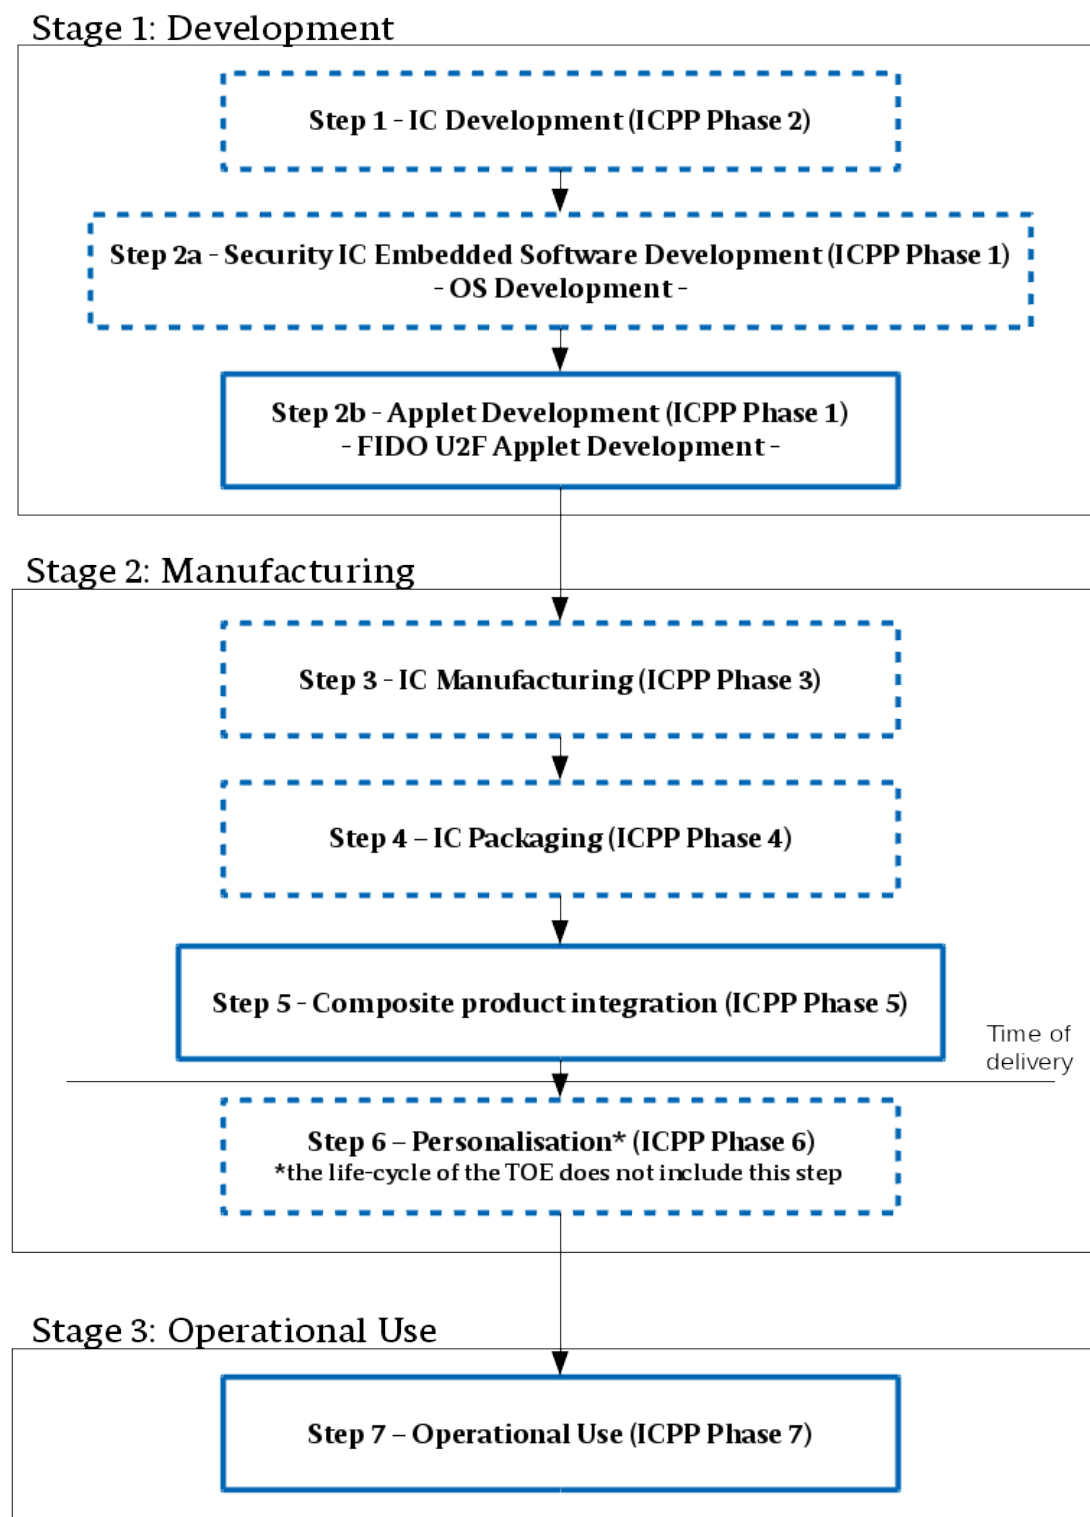 Stage 1: Development
Step 1 - IC Development (ICPP Phase 2)
Step 2a - Security IC Embedded Software Development (ICPP Phase 1)
- OS Development -
Step 2b - Applet Development (ICPP Phase 1)
- FIDO U2F Applet Development -
Stage 2: Manufacturing
Step 3 - IC Manufacturing (ICPP Phase 3)
Step 4 – IC Packaging (ICPP Phase 4)
Step 5 - Composite product integration (ICPP Phase 5)
Time of
delivery
Step 6 – Personalisation* (ICPP Phase 6)
*the life-cycle of the TOE does not include this step
Stage 3: Operational Use
Step 7 – Operational Use (ICPP Phase 7)